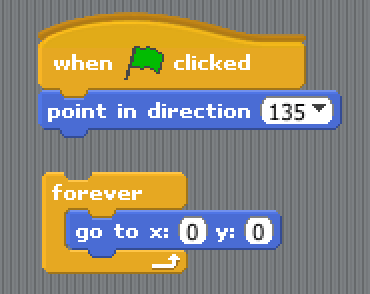 when clicked
point in direction 135
forever
go to x: 0 y: 0